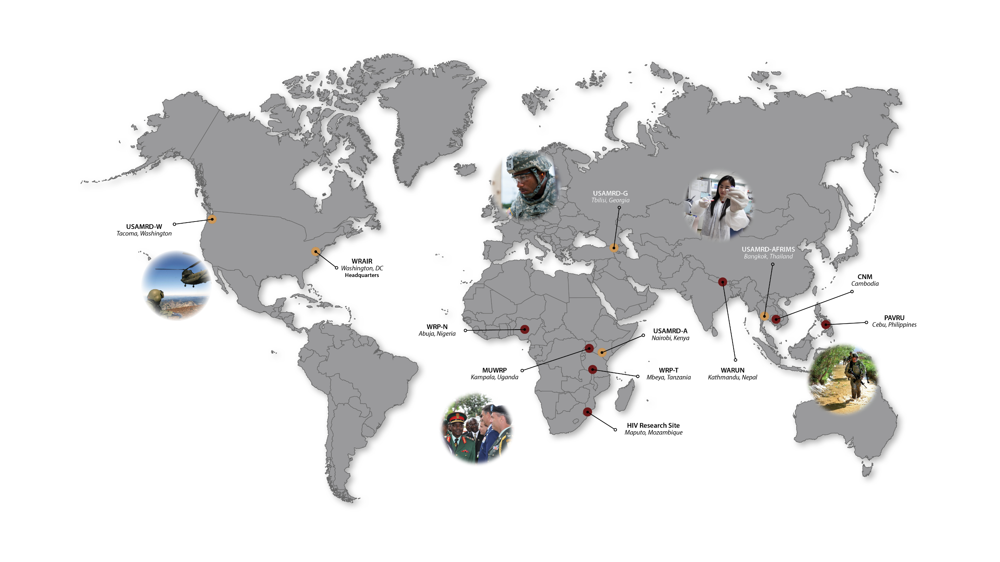 USAMRD-G
Tbilisi, Georgia
USAMRD-W
Tacoma, Washington
USAMRD-AFRIMS
Bangkok, Thailand
WRAIR
Washington, DC
Headquarters
CNM
Cambodia
PAVRU
Cebu, Philippines
WRP-N
Abuja, Nigeria
USAMRD-A
Nairobi, Kenya
MUWRP
Kampala, Uganda
WRP-T
Mbeya, Tanzania
WARUN
Kathmandu, Nepal
HIV Research Site
Maputo, Mozambique